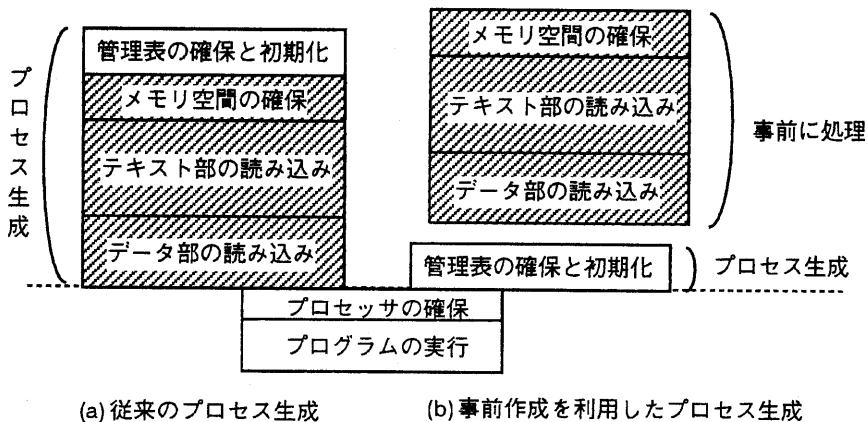 プロセス生成
管理表の確保と初期化
メモリ空間の確保
テキスト部の読み込み
データ部の読み込み
メモリ空間の確保
テキスト部の読み込み
データ部の読み込み
事前に処理
管理表の確保と初期化
プロセス生成
プロセッサの確保
プログラムの実行
(a) 従来のプロセス生成
(b) 事前作成を利用したプロセス生成